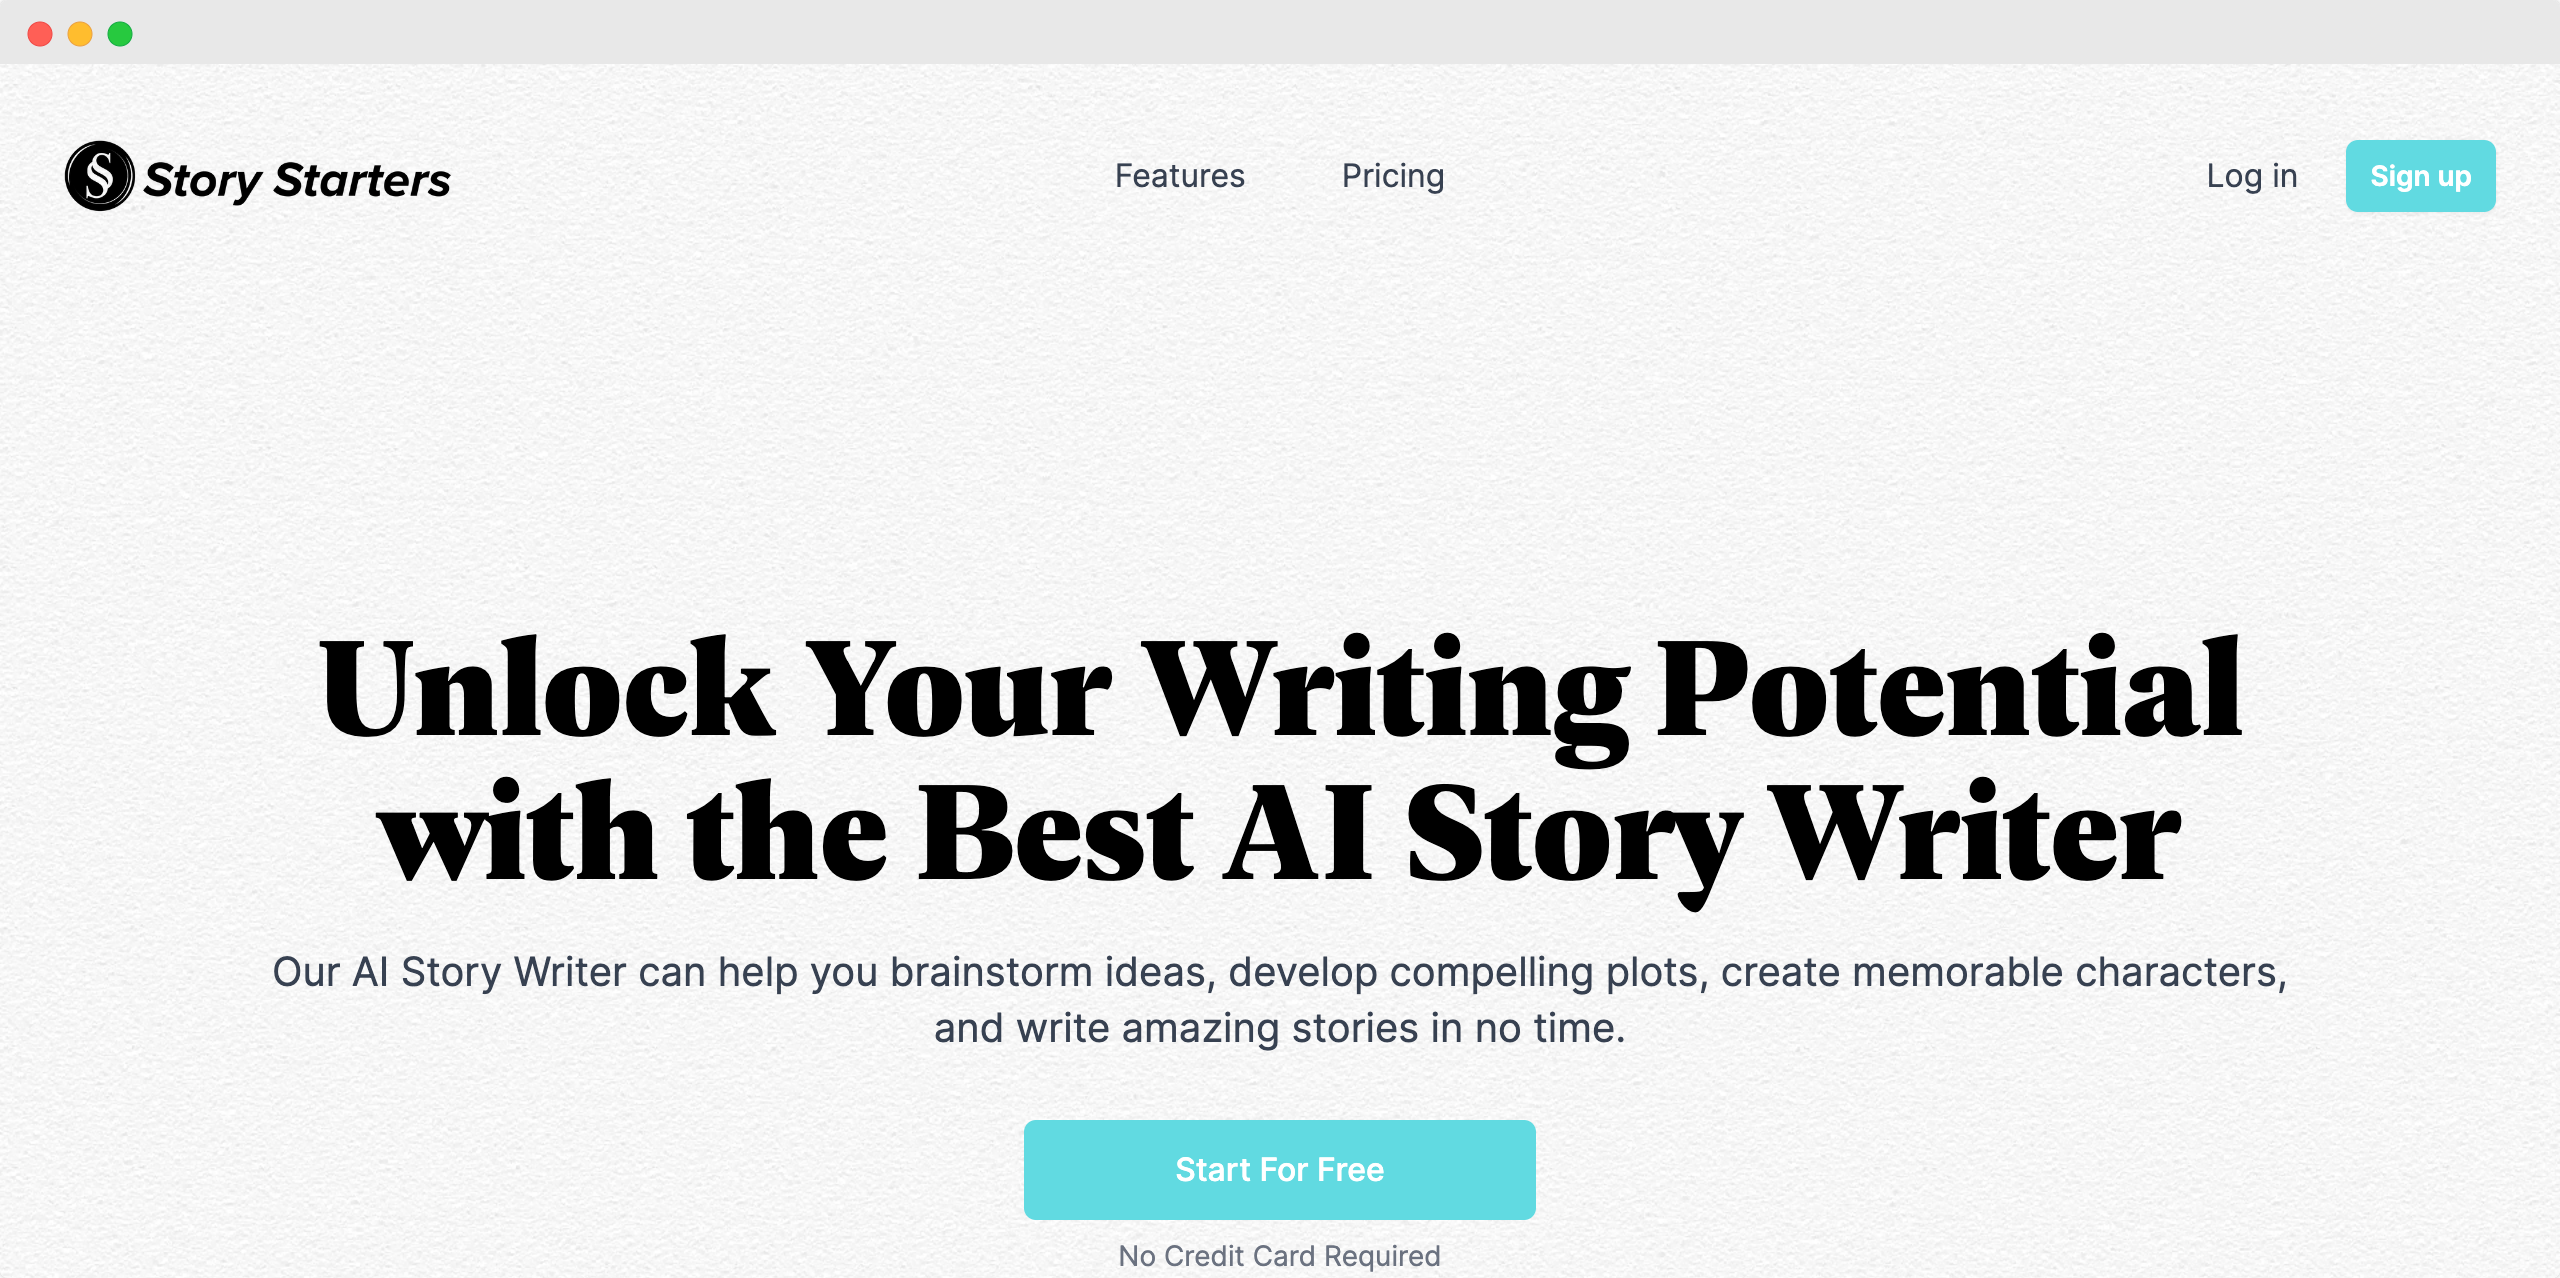 Story Starters
Features
Pricing
Log in
Sign up
Unlock Your Writing Potential
with the Best AI Story Writer
Our AI Story Writer can help you brainstorm ideas, develop compelling plots, create memorable characters,
and write amazing stories in no time.
Start For Free
No Credit Card Required